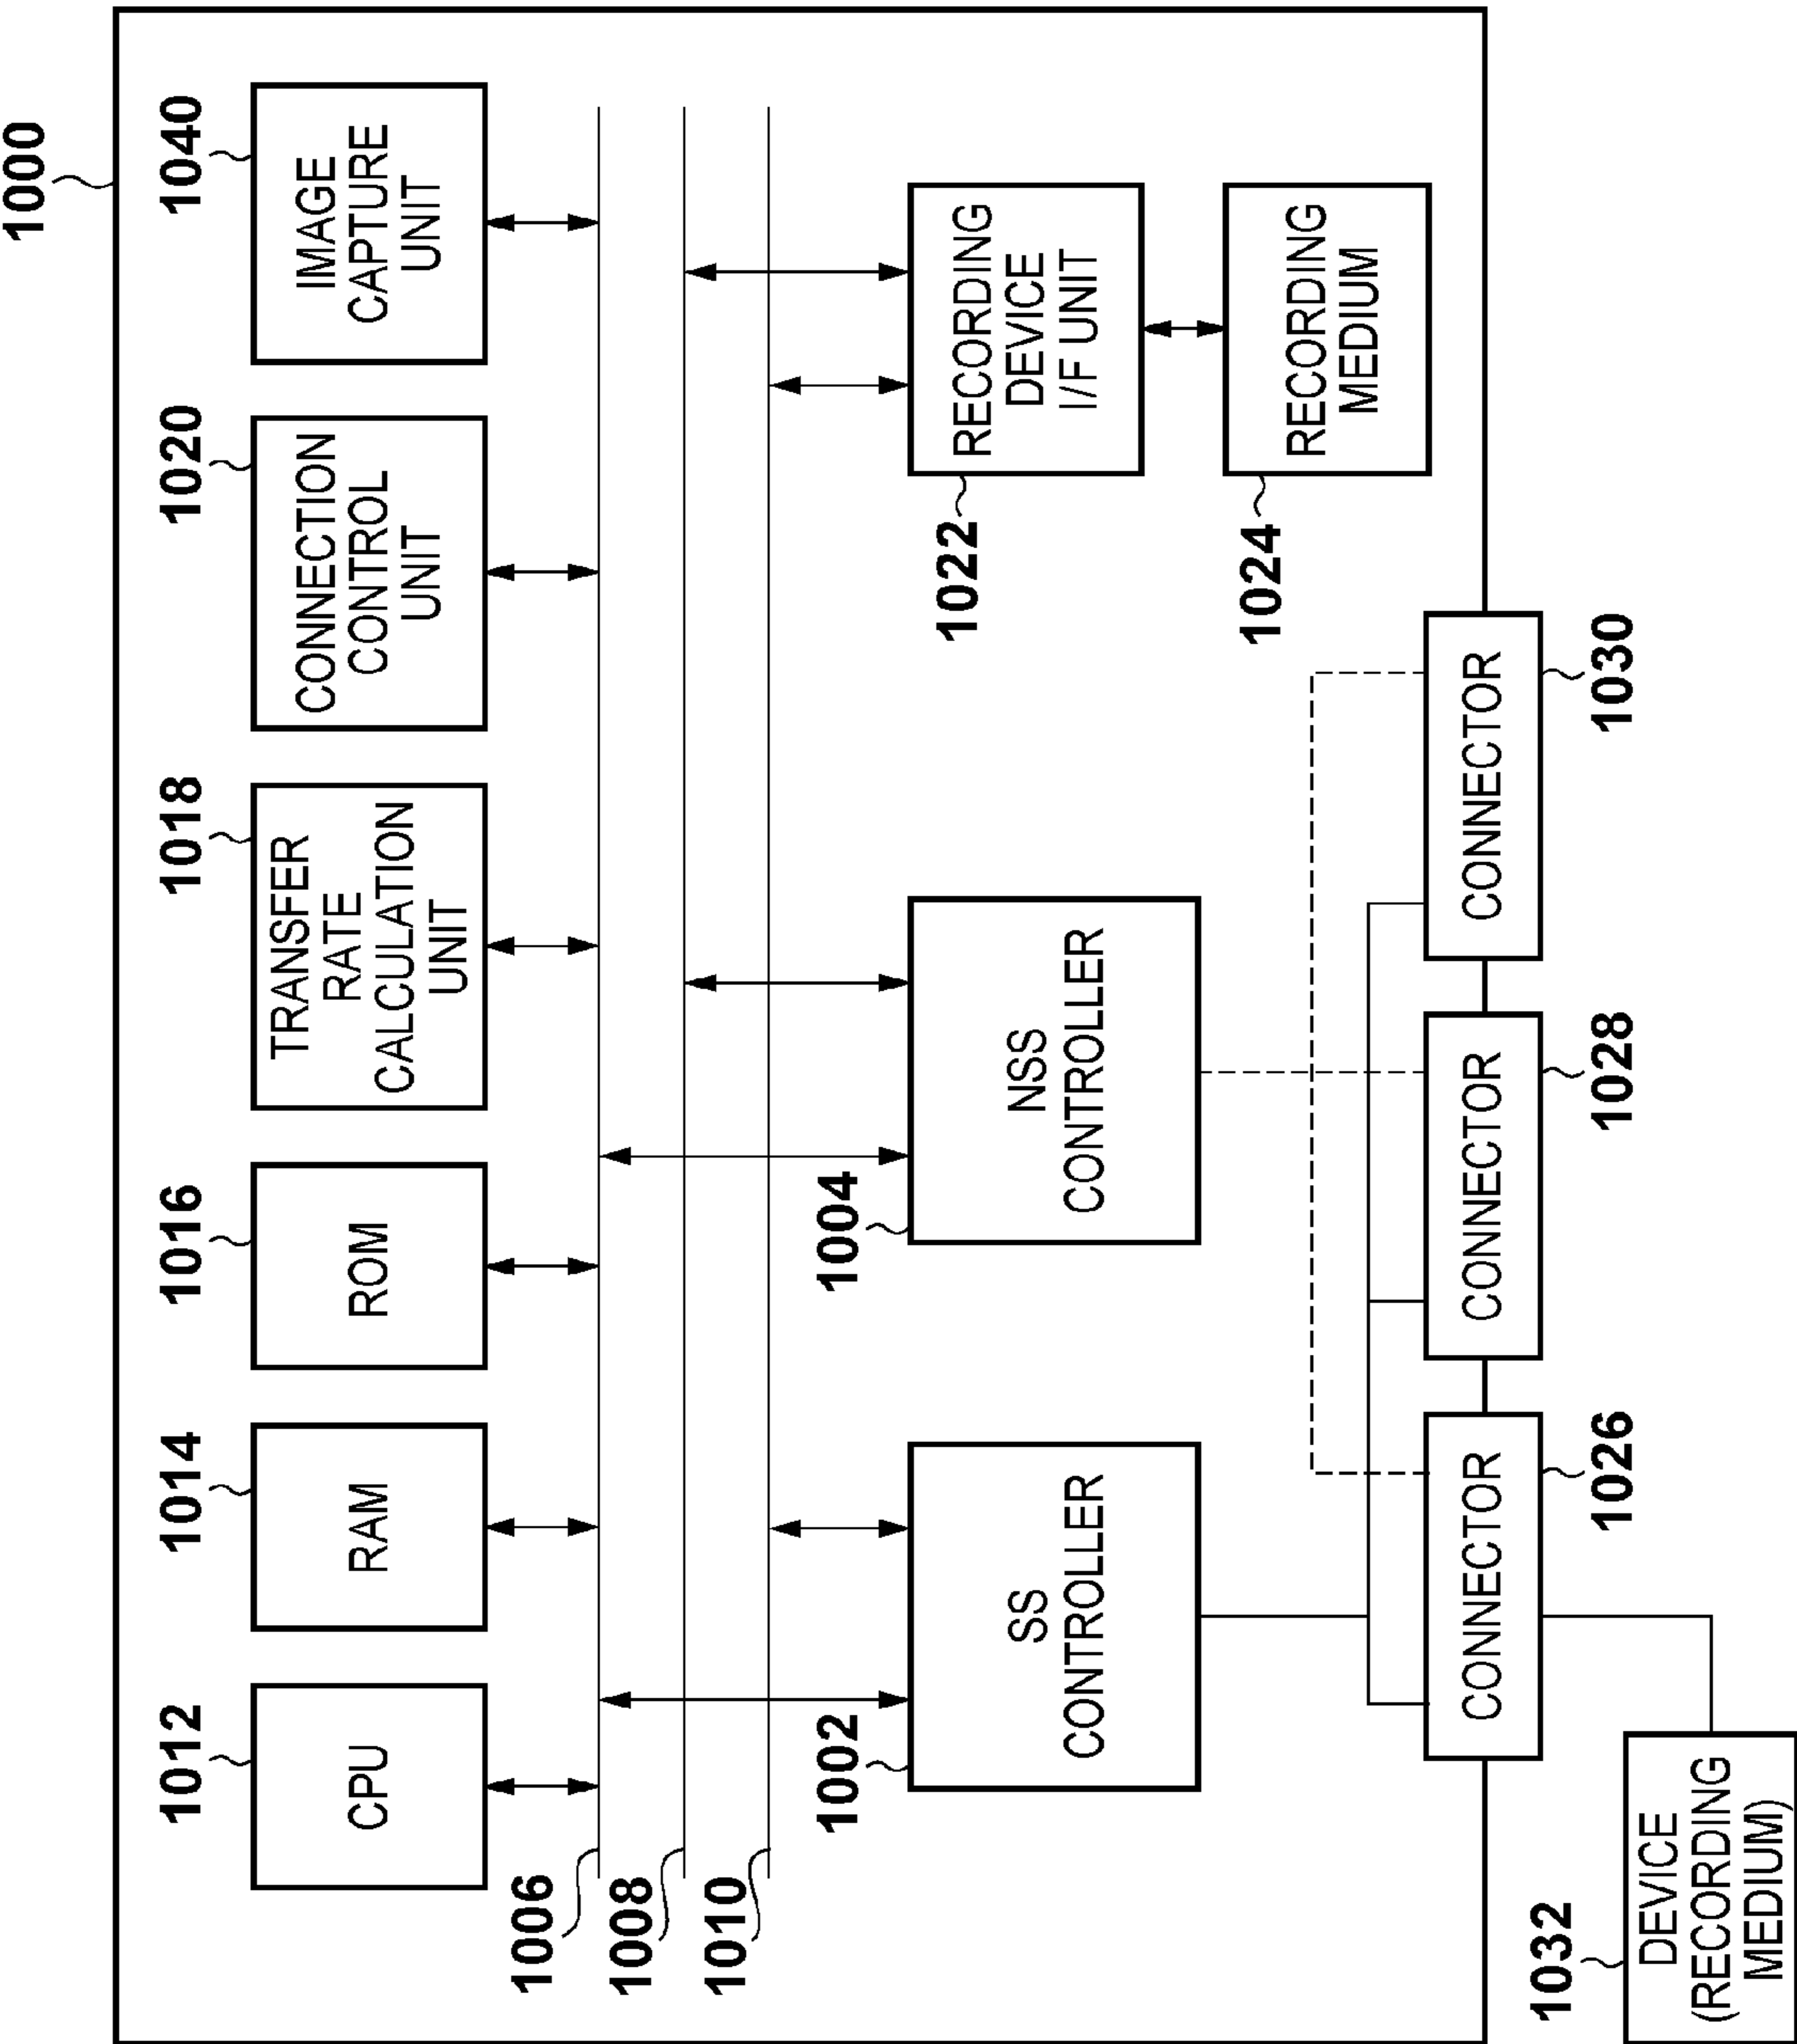 1000
1012
1014
1016
1018
1020
1040
CPU
RAM
ROM
TRANSFER
RATE
CALCULATION
UNIT
CONNECTION
CONTROL
UNIT
IMAGE
CAPTURE
UNIT
1006
1008
1010
1002
SS
CONTROLLER
1004
NSS
CONTROLLER
RECORDING
DEVICE
I/F UNIT
1022
RECORDING
MEDIUM
1024
CONNECTOR
CONNECTOR
CONNECTOR
1026
1028
1030
1032
DEVICE
(RECORDING
MEDIUM)